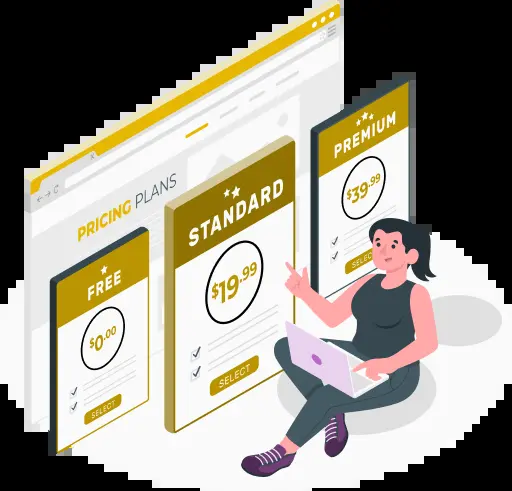 PRICING PLANS
FREE
$0.00
SELECT
STANDARD
$19.99
SELECT
PREMIUM
$39.99
SELECT